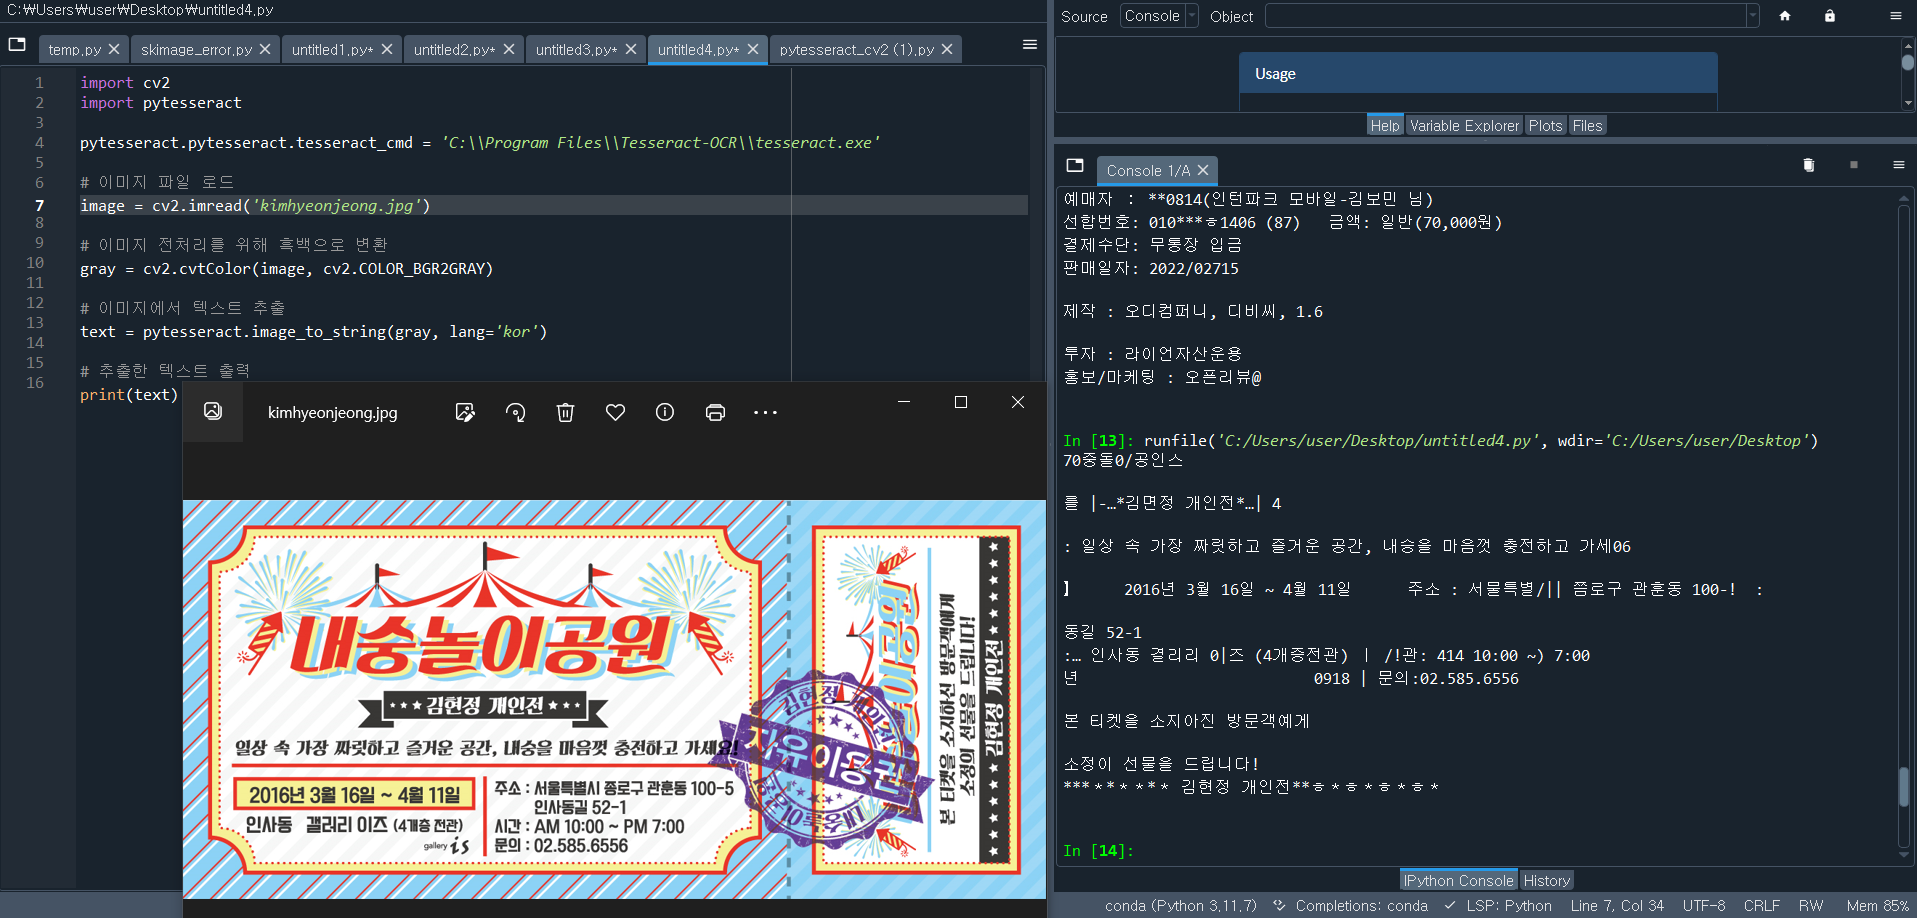 C:₩Users₩user₩Desktop₩untitled4.py
temp.py
skimage_error.py
untitled1.py*
untitled2.py*
untitled3.py*
untitled4.py*
pytesseract_cv2 (1).py
1 import cv2
2 import pytesseract
3
4 pytesseract.pytesseract.tesseract_cmd = 'C:\\Program Files\\Tesseract-OCR\\tesseract.exe'
5
6 # 이미지 파일 로드
7 image = cv2.imread('kimhyeonjeong.jpg')
8
9 # 이미지 전처리를 위해 흑백으로 변환
10 gray = cv2.cvtColor(image, cv2.COLOR_BGR2GRAY)
11
12 # 이미지에서 텍스트 추출
13 text = pytesseract.image_to_string(gray, lang='kor')
14
15 # 추출한 텍스트 출력
16 print(text)
kimhyeonjeong.jpg
내숭놀이공원
김현정 개인전
일상 속 가장 짜릿하고 즐거운 공간, 내숭을 마음껏 충전하고 가세요!
2016년 3월 16일 ~ 4월 11일
인사동 갤러리 이즈 (4개층 전관)
gallery is
주소 : 서울특별시 종로구 관훈동 100-5
인사동길 52-1
시간 : AM 10:00 ~ PM 7:00
문의 : 02.585.6556
김현정 개인전
자유이용권
내숭놀이공원
본 티켓을 소지하신 방문객에게
소정의 선물을 드립니다!
김현정 개인전
Source
Console
Object
Usage
Help
Variable Explorer
Plots
Files
Console 1/A
예매자 : **0814(인턴파크 모바일-김보민 님)
선합번호: 010***ㅎ1406 (87) 금액: 일반(70,000원)
결제수단: 무통장 입금
판매일자: 2022/02715
제작 : 오디컴퍼니, 디비씨, 1.6
투자 : 라이언자산운용
홍보/마케팅 : 오픈리뷰@
In [13]: runfile('C:/Users/user/Desktop/untitled4.py', wdir='C:/Users/user/Desktop')
70중돌0/공인스
를 |-…*김면정 개인전*…| 4
: 일상 속 가장 짜릿하고 즐거운 공간, 내승을 마음껏 충전하고 가세06
】 2016년 3월 16일 ~ 4월 11일 주소 : 서물특별/|| 쫌로구 관훈동 100-! :
동길 52-1
:… 인사동 결리리 0|즈 (4개증전관) ㅣ /!관: 414 10:00 ~) 7:00
년 0918 | 문의:02.585.6556
본 티켓을 소지아진 방문객예게
소정이 선물을 드립니다!
***＊*＊*＊* 김현정 개인전**ㅎ*ㅎ*ㅎ*ㅎ*
In [14]:
IPython Console
History
conda (Python 3.11.7)
Completions: conda
LSP: Python
Line 7, Col 34
UTF-8
CRLF
RW
Mem 85%